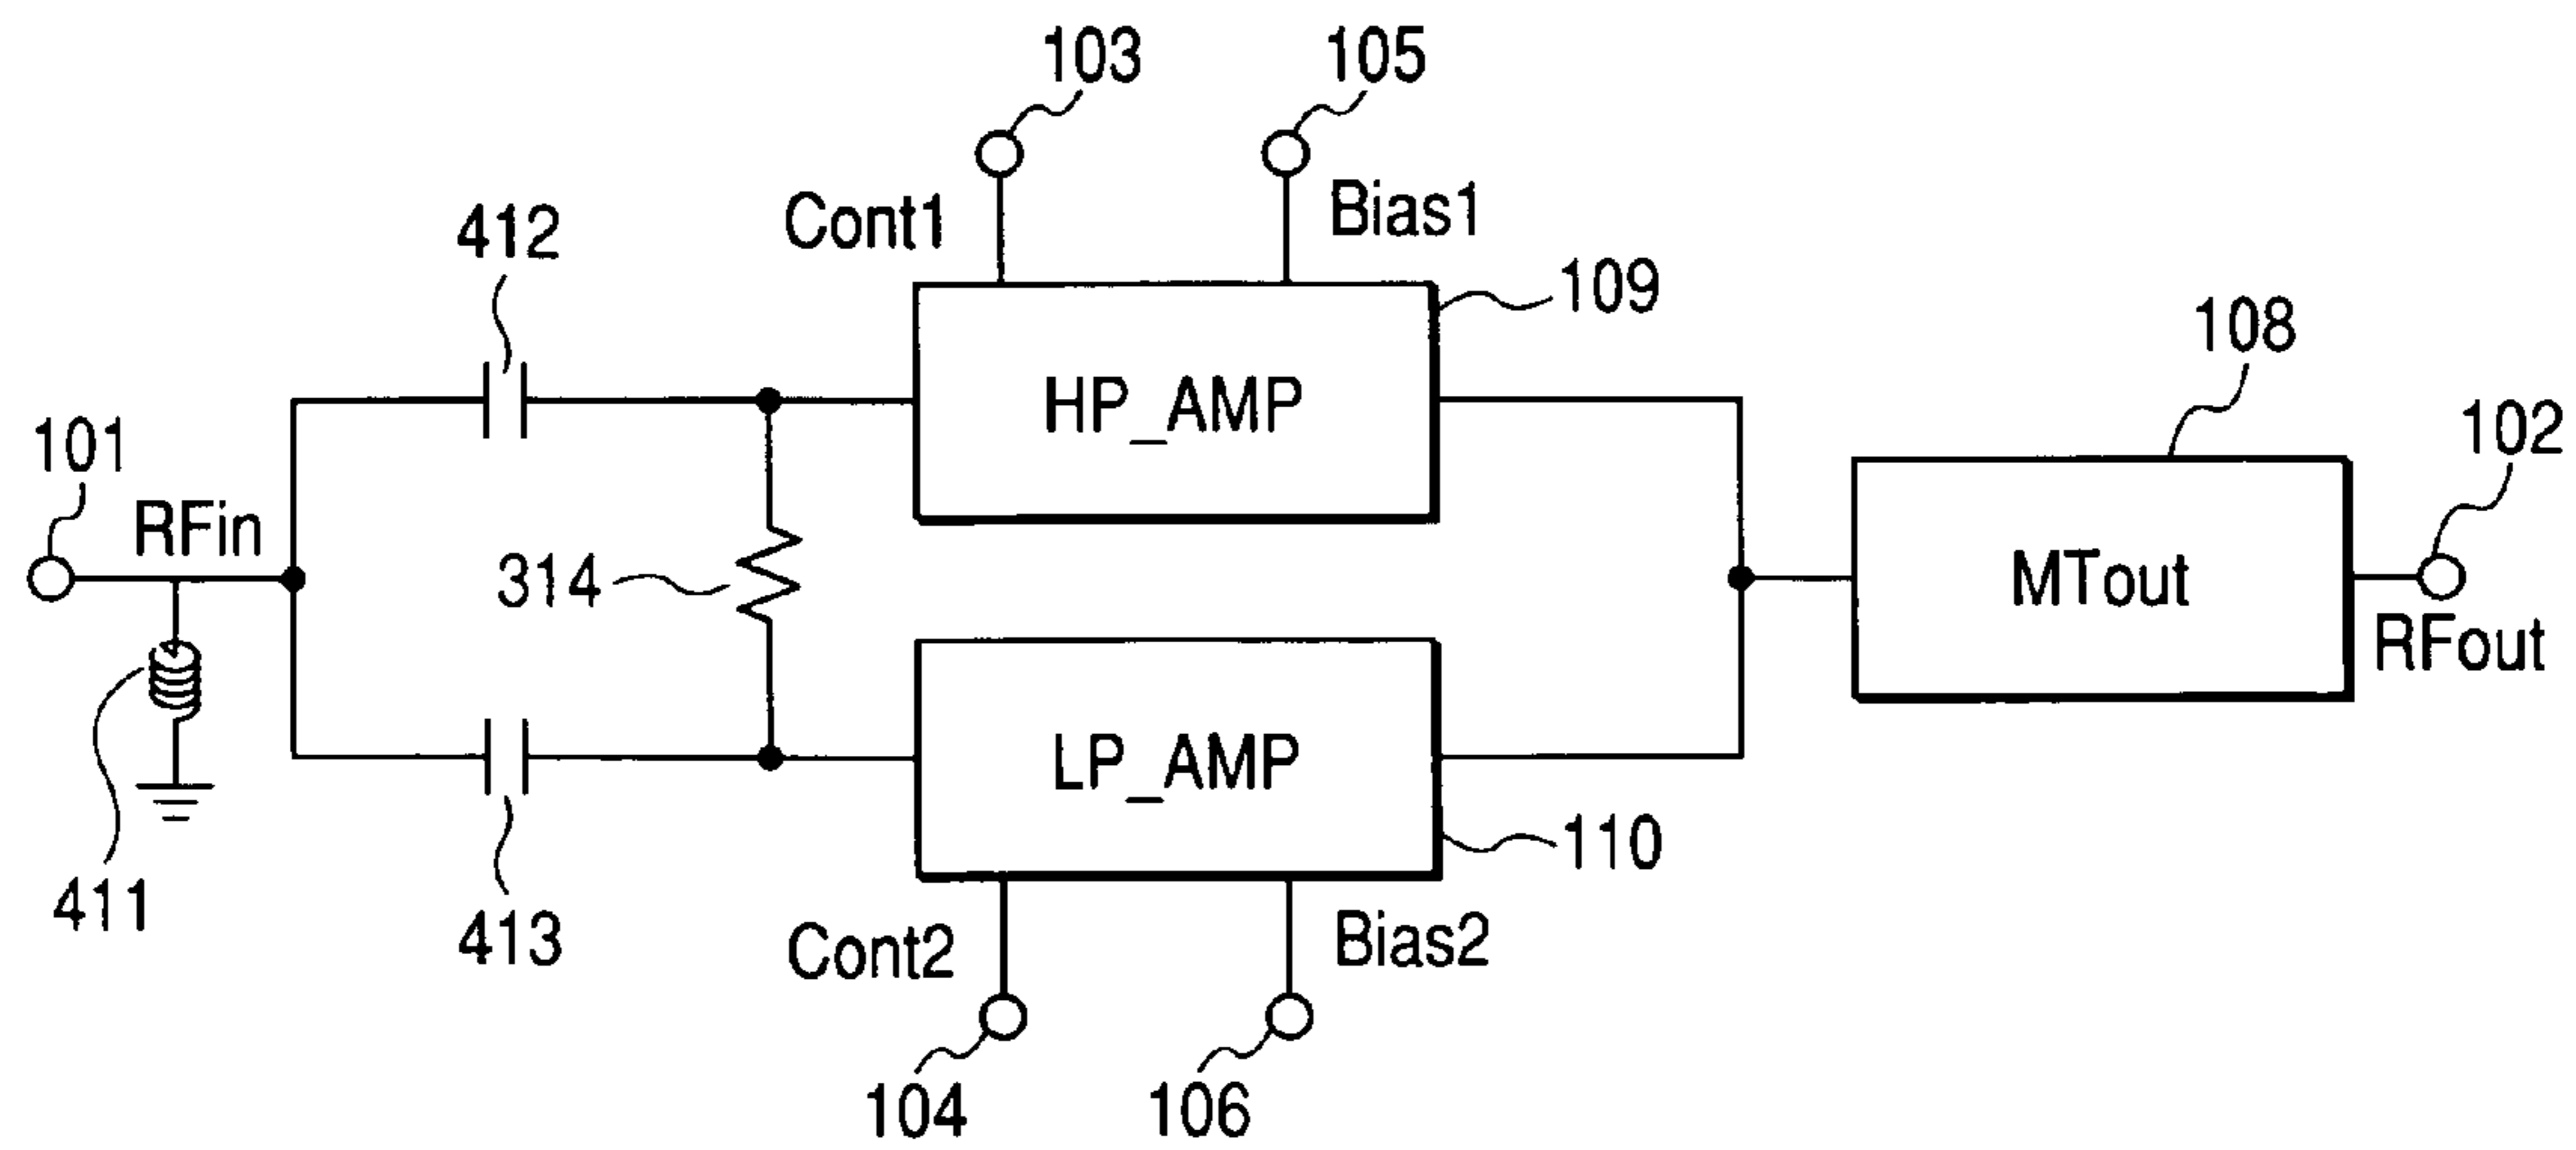 103
105
Cont1
Bias1
412
109
108
HP_AMP
101
102
RFin
314
MTout
RFout
LP_AMP
110
411
413
Cont2
Bias2
104
106